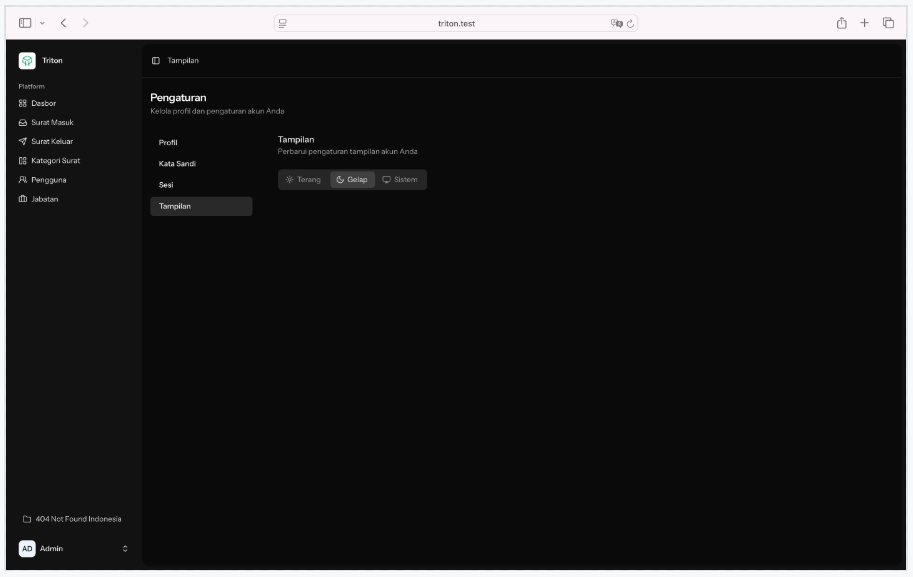 triton.test
Triton
Tampilan
Platform
Dasbor
Surat Masuk
Surat Keluar
Kategori Surat
Pengguna
Jabatan
Pengaturan
Kelola profil dan pengaturan akun Anda
Profil
Kata Sandi
Sesi
Tampilan
Tampilan
Perbarui pengaturan tampilan akun Anda
Terang Gelap Sistem
404 Not Found Indonesia
AD Admin